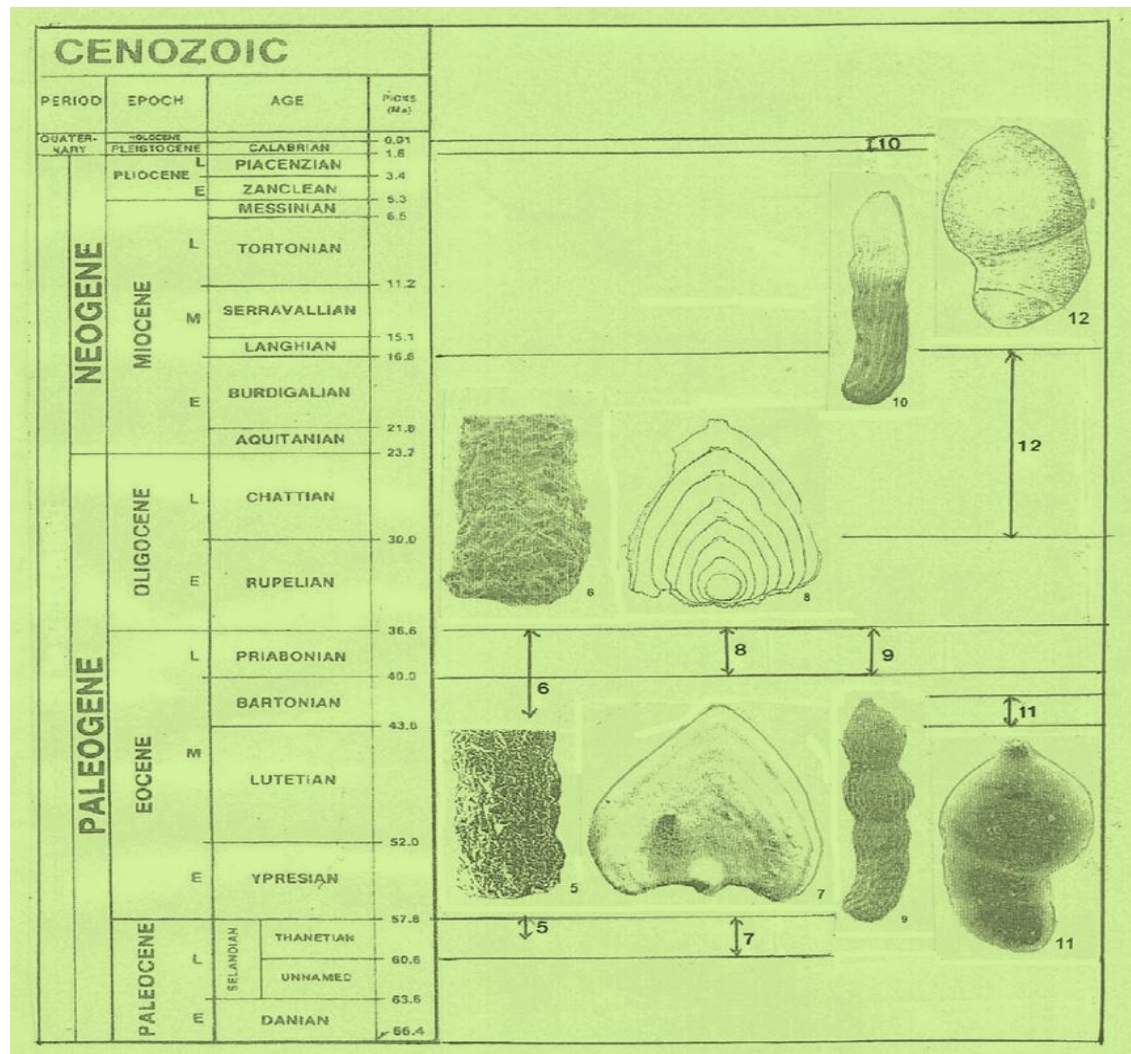 CENOZOIC
PERIOD EPOCH AGE PICKS (Ma)
QUATER-NARY HOLOCENE
0.01
PLEISTOCENE CALABRIAN
1.6
NEOGENE
PLIOCENE
L PIACENZIAN
3.4
E ZANCLEAN
5.3
MIOCENE
MESSINIAN
6.5
L TORTONIAN
11.2
M SERRAVALLIAN
15.1
LANGHIAN
16.6
E BURDIGALIAN
21.8
AQUITANIAN
23.7
PALEOGENE
OLIGOCENE
L CHATTIAN
30.0
E RUPELIAN
36.6
EOCENE
L PRIABONIAN
40.0
BARTONIAN
43.6
M LUTETIAN
52.0
E YPRESIAN
57.8
PALEOCENE
L SELANDIAN THANETIAN
60.6
UNNAMED
63.6
E DANIAN
66.4
10
12
10
12
6
8
8
9
6
11
5
7
9
11
5
7